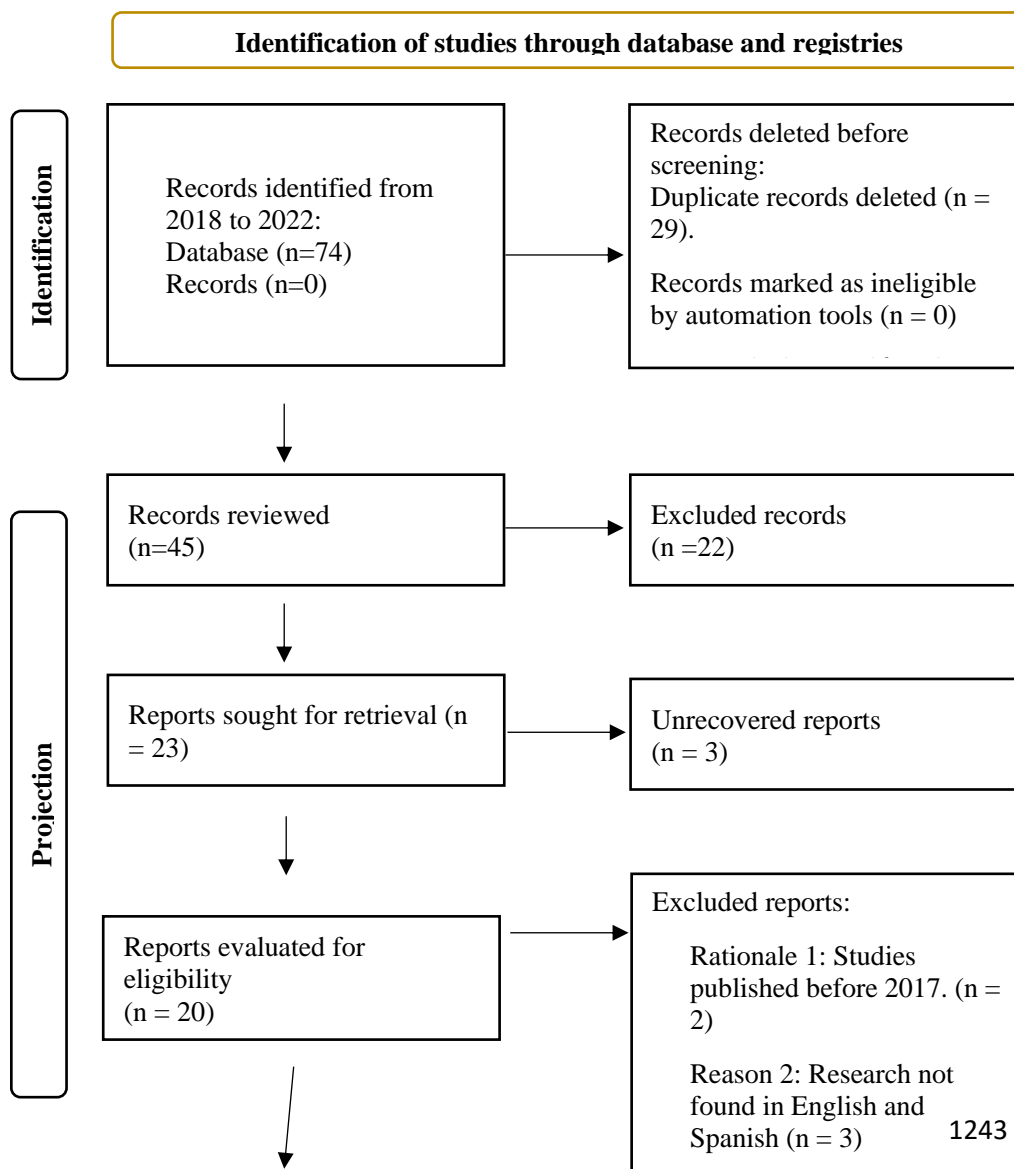 Identification of studies through database and registries
Identification
Records identified from
2018 to 2022:
Database (n=74)
Records (n=0)
Records deleted before
screening:
Duplicate records deleted (n =
29).
Records marked as ineligible
by automation tools (n = 0)
Projection
Records reviewed
(n=45)
Excluded records
(n =22)
Reports sought for retrieval (n
= 23)
Unrecovered reports
(n = 3)
Reports evaluated for
eligibility
(n = 20)
Excluded reports:
Rationale 1: Studies
published before 2017. (n =
2)
Reason 2: Research not
found in English and
Spanish (n = 3)
1243